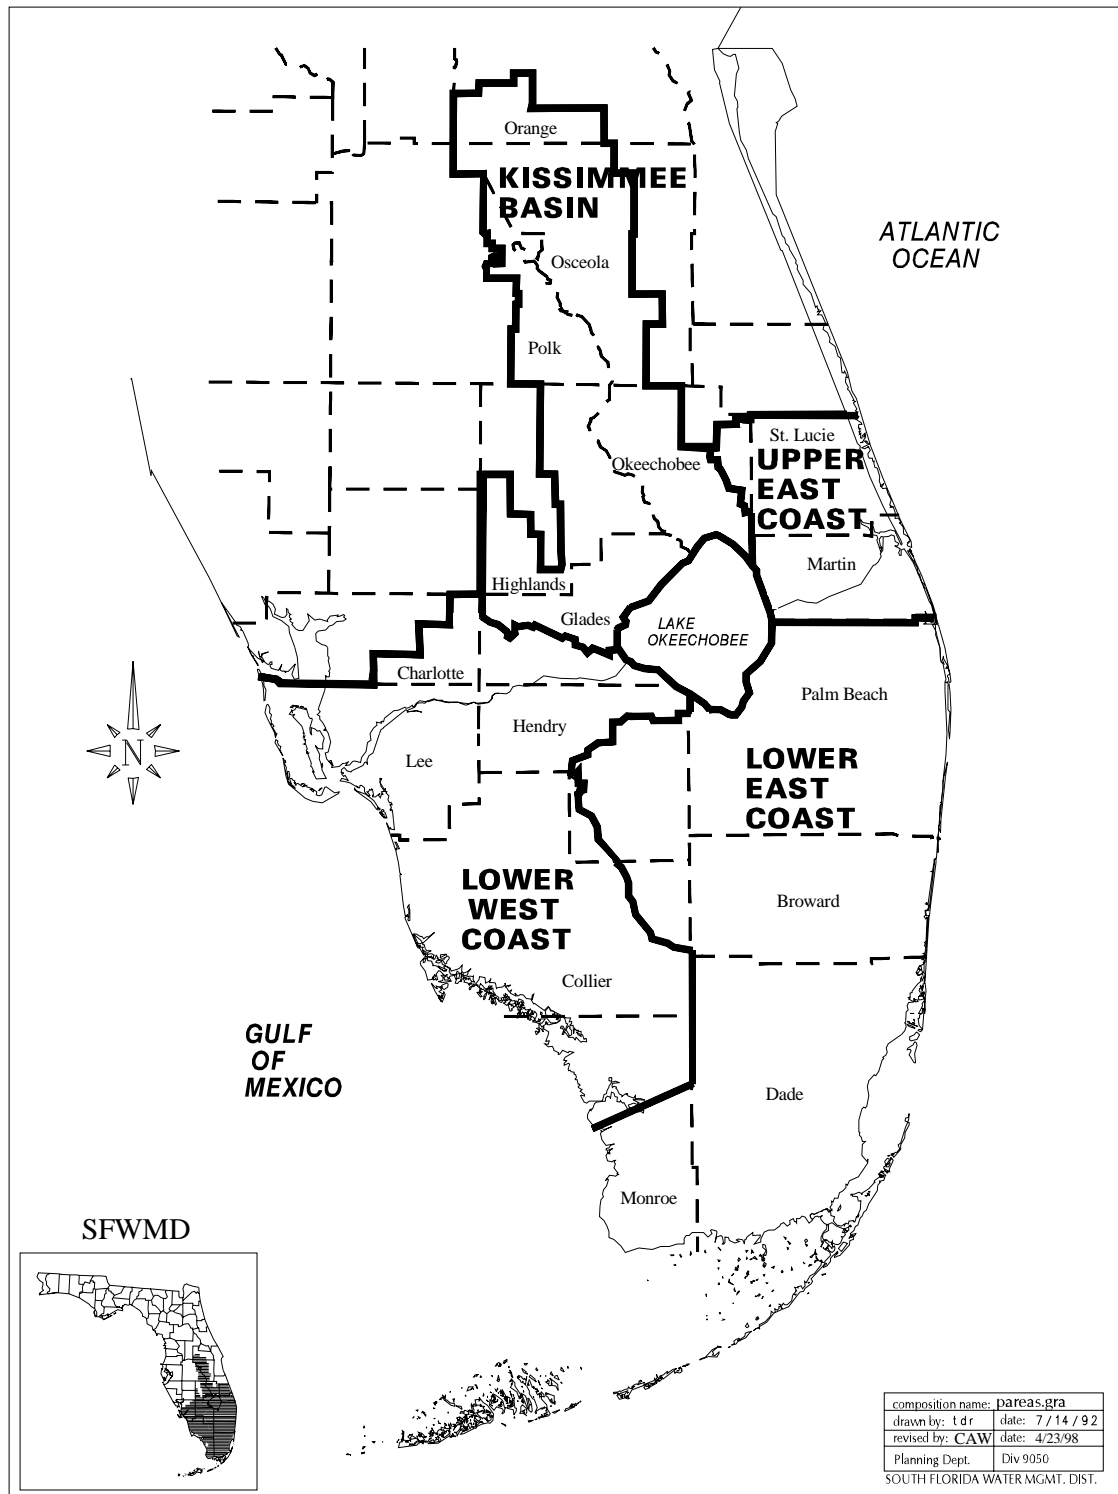 Orange
KISSIMMEE
BASIN
ATLANTIC
OCEAN
Osceola
Polk
St. Lucie
Okeechobee
UPPER
EAST
COAST
Martin
Highlands
Glades
LAKE
OKEECHOBEE
Charlotte
Palm Beach
Hendry
N
Lee
LOWER
EAST
COAST
LOWER
WEST
COAST
Broward
Collier
GULF
OF
MEXICO
Dade
Monroe
SFWMD
composition name: pareas.gra
drawn by: tdr date: 7/14/92
revised by: CAW date: 4/23/98
Planning Dept. Div 9050
SOUTH FLORIDA WATER MGMT. DIST.